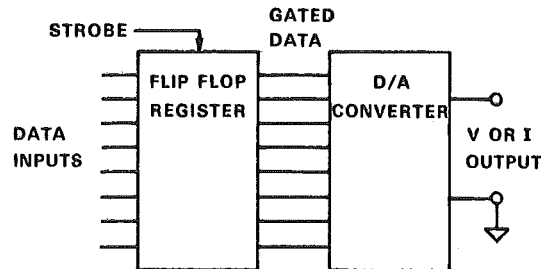 STROBE
GATED
DATA
FLIP FLOP
REGISTER
D/A
CONVERTER
DATA
INPUTS
V OR I
OUTPUT